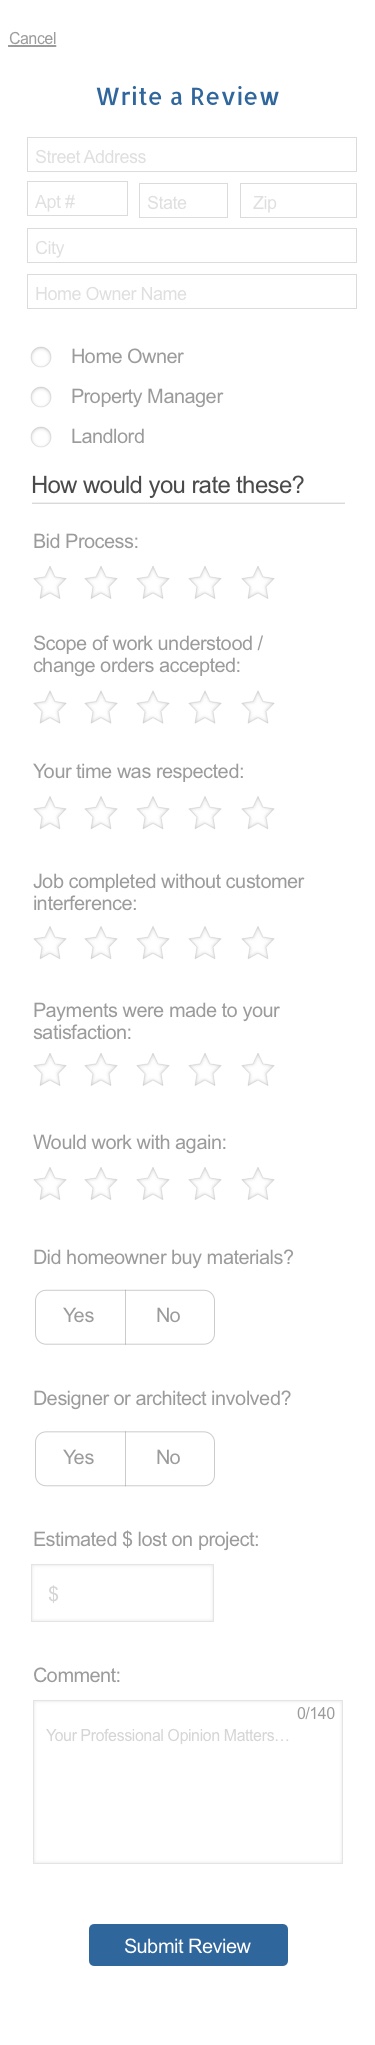 Cancel
Write a Review
Street Address
Apt # State Zip
City
Home Owner Name
Home Owner
Property Manager
Landlord
How would you rate these?
Bid Process:
Scope of work understood /
change orders accepted:
Your time was respected:
Job completed without customer
interference:
Payments were made to your
satisfaction:
Would work with again:
Did homeowner buy materials?
Yes No
Designer or architect involved?
Yes No
Estimated $ lost on project:
$
Comment:
0/140
Your Professional Opinion Matters...
Submit Review